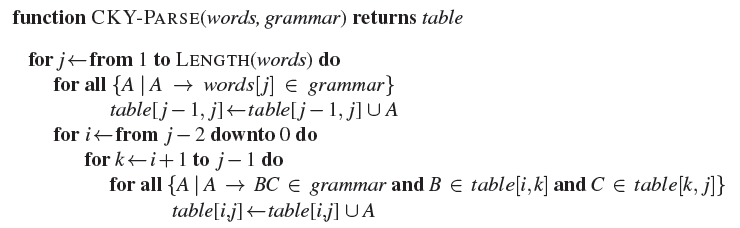 function CKY-PARSE(words, grammar) returns table
for j←from 1 to LENGTH(words) do
for all {A | A → words[j] ∈ grammar}
table[j−1, j]←table[j−1, j] ∪ A
for i←from j−2 downto 0 do
for k←i+1 to j−1 do
for all {A | A → BC ∈ grammar and B ∈ table[i,k] and C ∈ table[k, j]}
table[i,j]←table[i,j] ∪ A